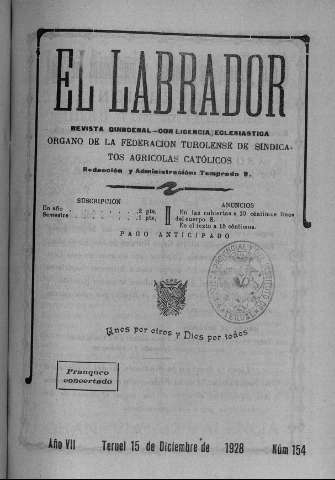 EL LABRADOR
REVISTA QUINCENAL—CON LICENCIA ECLESIASTICA
ORGANO DE LA FEDERACION TUROLENSE DE SINDICA-
TOS AGRICOLAS CATÓLICOS
Redacción y Administración: Temprado 9.
SUSCRIPCION
Un año . . . . . . . 2 pts.
Semestre . . . . . . . 1 pts.
ANUNCIOS
En las cubiertas a 10 céntimos línea
del cuerpo 8.
En el texto a 15 céntimos.
PAGO ANTICIPADO
Unos por otros y Dios por todos
Franqueo
concertado
Año VII Teruel 15 de Diciembre de 1928 Núm 154